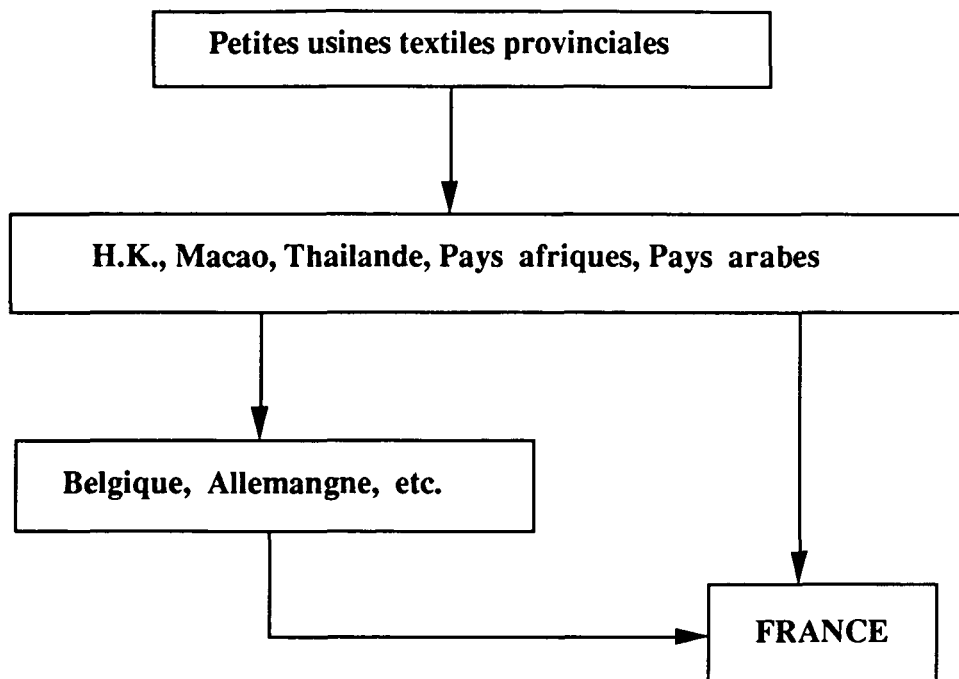 Petites usines textiles provinciales
H.K., Macao, Thailande, Pays afriques, Pays arabes
Belgique, Allemangne, etc.
FRANCE